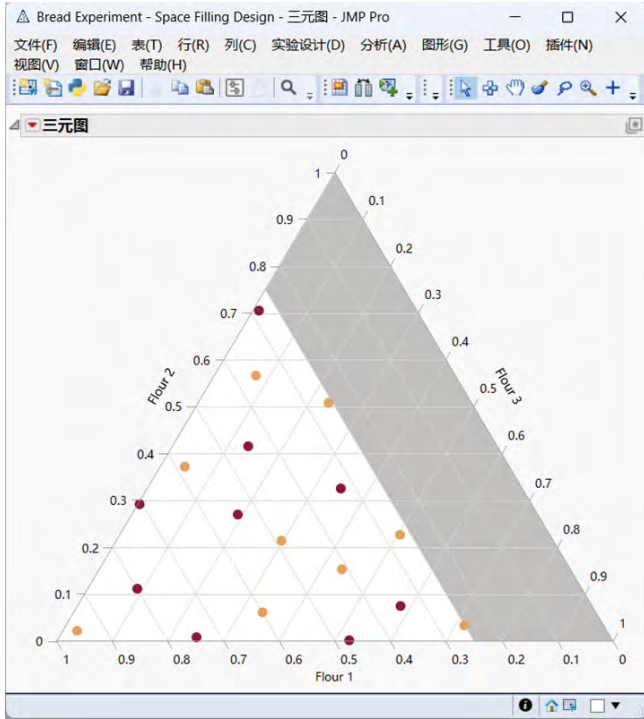 Bread Experiment - Space Filling Design - 三元图 - JMP Pro
文件(F) 编辑(E) 表(T) 行(R) 列(C) 实验设计(D) 分析(A) 图形(G) 工具(O) 插件(N)
视图(V) 窗口(W) 帮助(H)
三元图
0
1
0.1
0.9
0.2
0.8
0.3
0.7
0.4
0.6
Flour 2
Flour 3
0.5
0.5
0.6
0.4
0.7
0.3
0.8
0.2
0.9
0.1
1
0
1 0.9 0.8 0.7 0.6 0.5 0.4 0.3 0.2 0.1 0
Flour 1